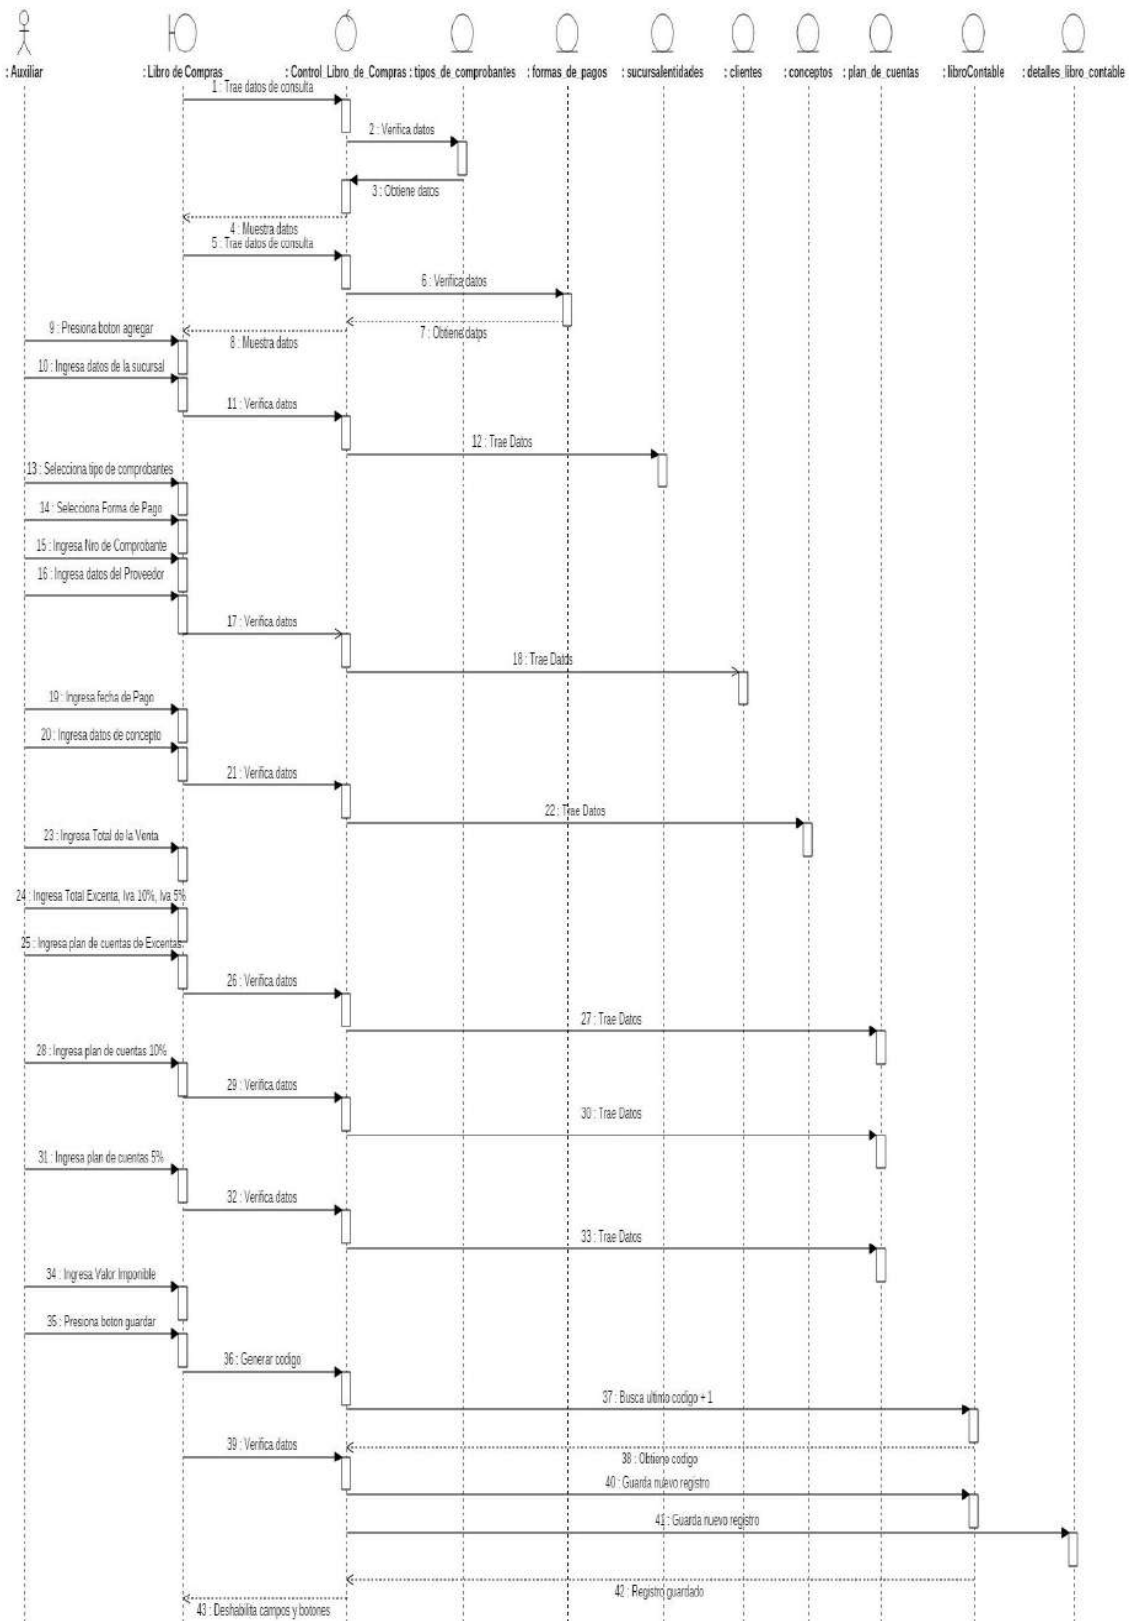 : Auxiliar
: Libro de Compras
: Control_Libro_de_Compras
: tipos_de_comprobantes
: formas_de_pagos
: sucursalentidades
: clientes
: conceptos
: plan_de_cuentas
: libroContable
: detalles_libro_contable
1 : Trae datos de consulta
2 : Verifica datos
3 : Obtiene datos
4 : Muestra datos
5 : Trae datos de consulta
6 : Verifica datos
7 : Obtiene datos
8 : Muestra datos
9 : Presiona boton agregar
10 : Ingresa datos de la sucursal
11 : Verifica datos
12 : Trae Datos
13 : Selecciona tipo de comprobantes
14 : Selecciona Forma de Pago
15 : Ingresa Nro de Comprobante
16 : Ingresa datos del Proveedor
17 : Verifica datos
18 : Trae Datos
19 : Ingresa fecha de Pago
20 : Ingresa datos de concepto
21 : Verifica datos
22 : Trae Datos
23 : Ingresa Total de la Venta
24 : Ingresa Total Excenta, Iva 10%, Iva 5%
25 : Ingresa plan de cuentas de Excentas
26 : Verifica datos
27 : Trae Datos
28 : Ingresa plan de cuentas 10%
29 : Verifica datos
30 : Trae Datos
31 : Ingresa plan de cuentas 5%
32 : Verifica datos
33 : Trae Datos
34 : Ingresa Valor Imponible
35 : Presiona boton guardar
36 : Generar codigo
37 : Busca ultimo codigo + 1
38 : Obtiene codigo
39 : Verifica datos
40 : Guarda nuevo registro
41 : Guarda nuevo registro
42 : Registro guardado
43 : Deshabilita campos y botones